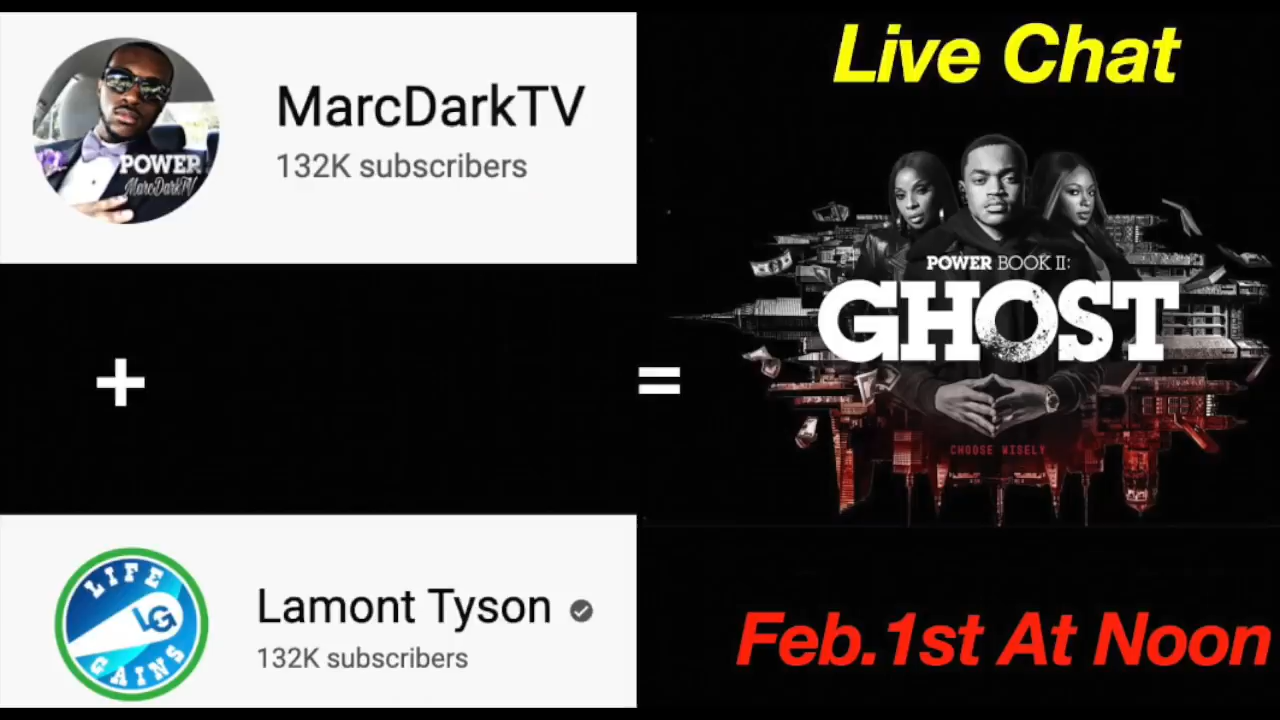 MarcDarkTV
132K subscribers
POWER
MarcDarkTV
+
=
Live Chat
POWER BOOK II:
GHOST
CHOOSE WISELY
LIFE
LG
GAINS
Lamont Tyson
132K subscribers
Feb.1st At Noon